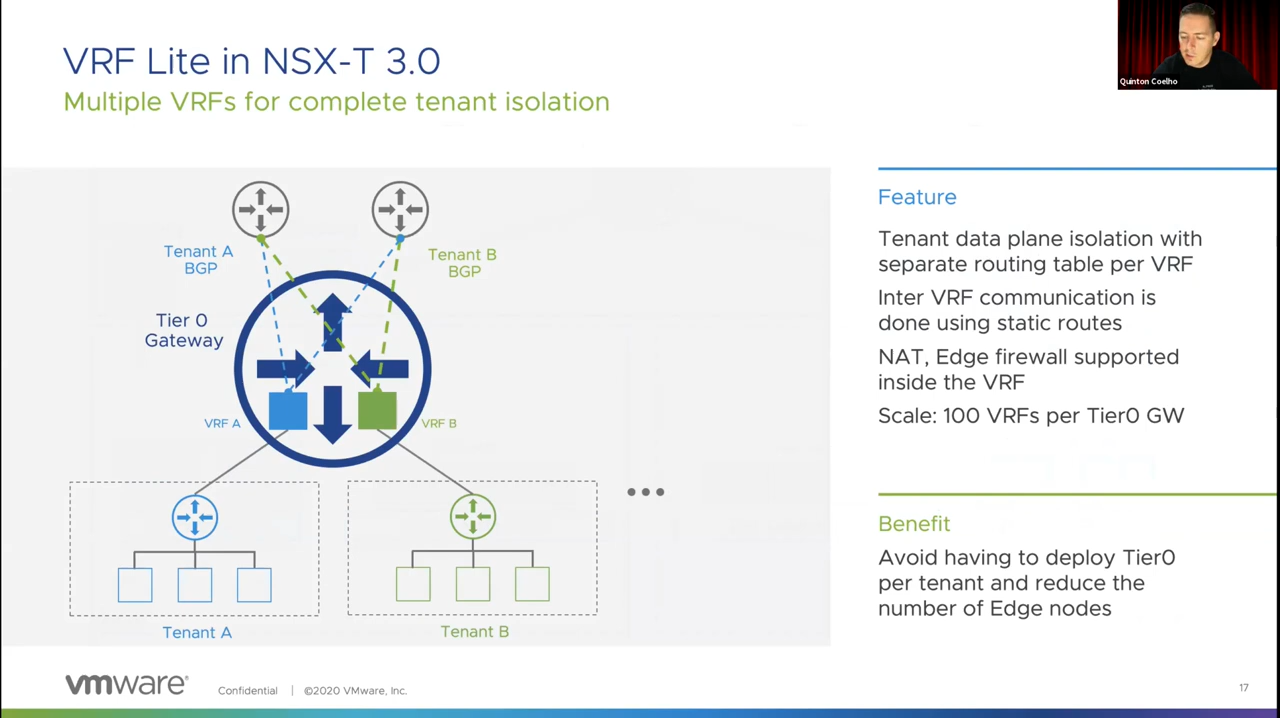 VRF Lite in NSX-T 3.0
Multiple VRFs for complete tenant isolation
Quinton Coelho
Tenant A
BGP
Tenant B
BGP
Tier 0
Gateway
VRF A
VRF B
Tenant A
Tenant B
Feature
Tenant data plane isolation with
separate routing table per VRF
Inter VRF communication is
done using static routes
NAT, Edge firewall supported
inside the VRF
Scale: 100 VRFs per Tier0 GW
Benefit
Avoid having to deploy Tier0
per tenant and reduce the
number of Edge nodes
vmware®
Confidential | ©2020 VMware, Inc.
17